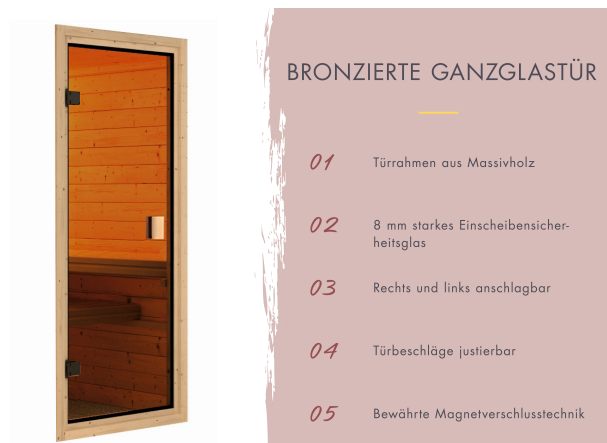 BRONZIERTE GANZGLASTÜR
01 Türrahmen aus Massivholz
02 8 mm starkes Einscheibensicher-
heitsglas
03 Rechts und links anschlagbar
04 Türbeschläge justierbar
05 Bewährte Magnetverschlusstechnik